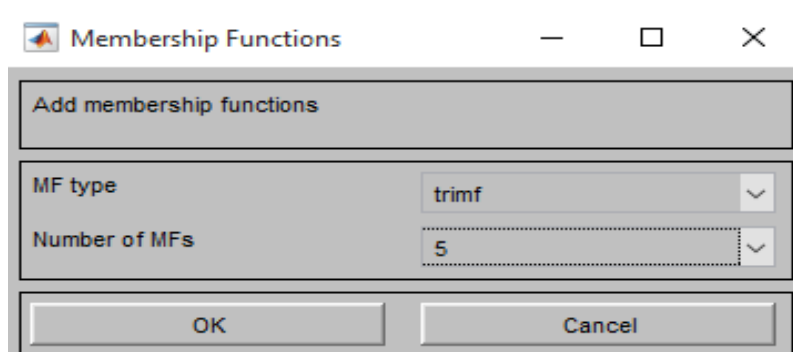 Membership Functions
Add membership functions
MF type trimf
Number of MFs 5
OK Cancel